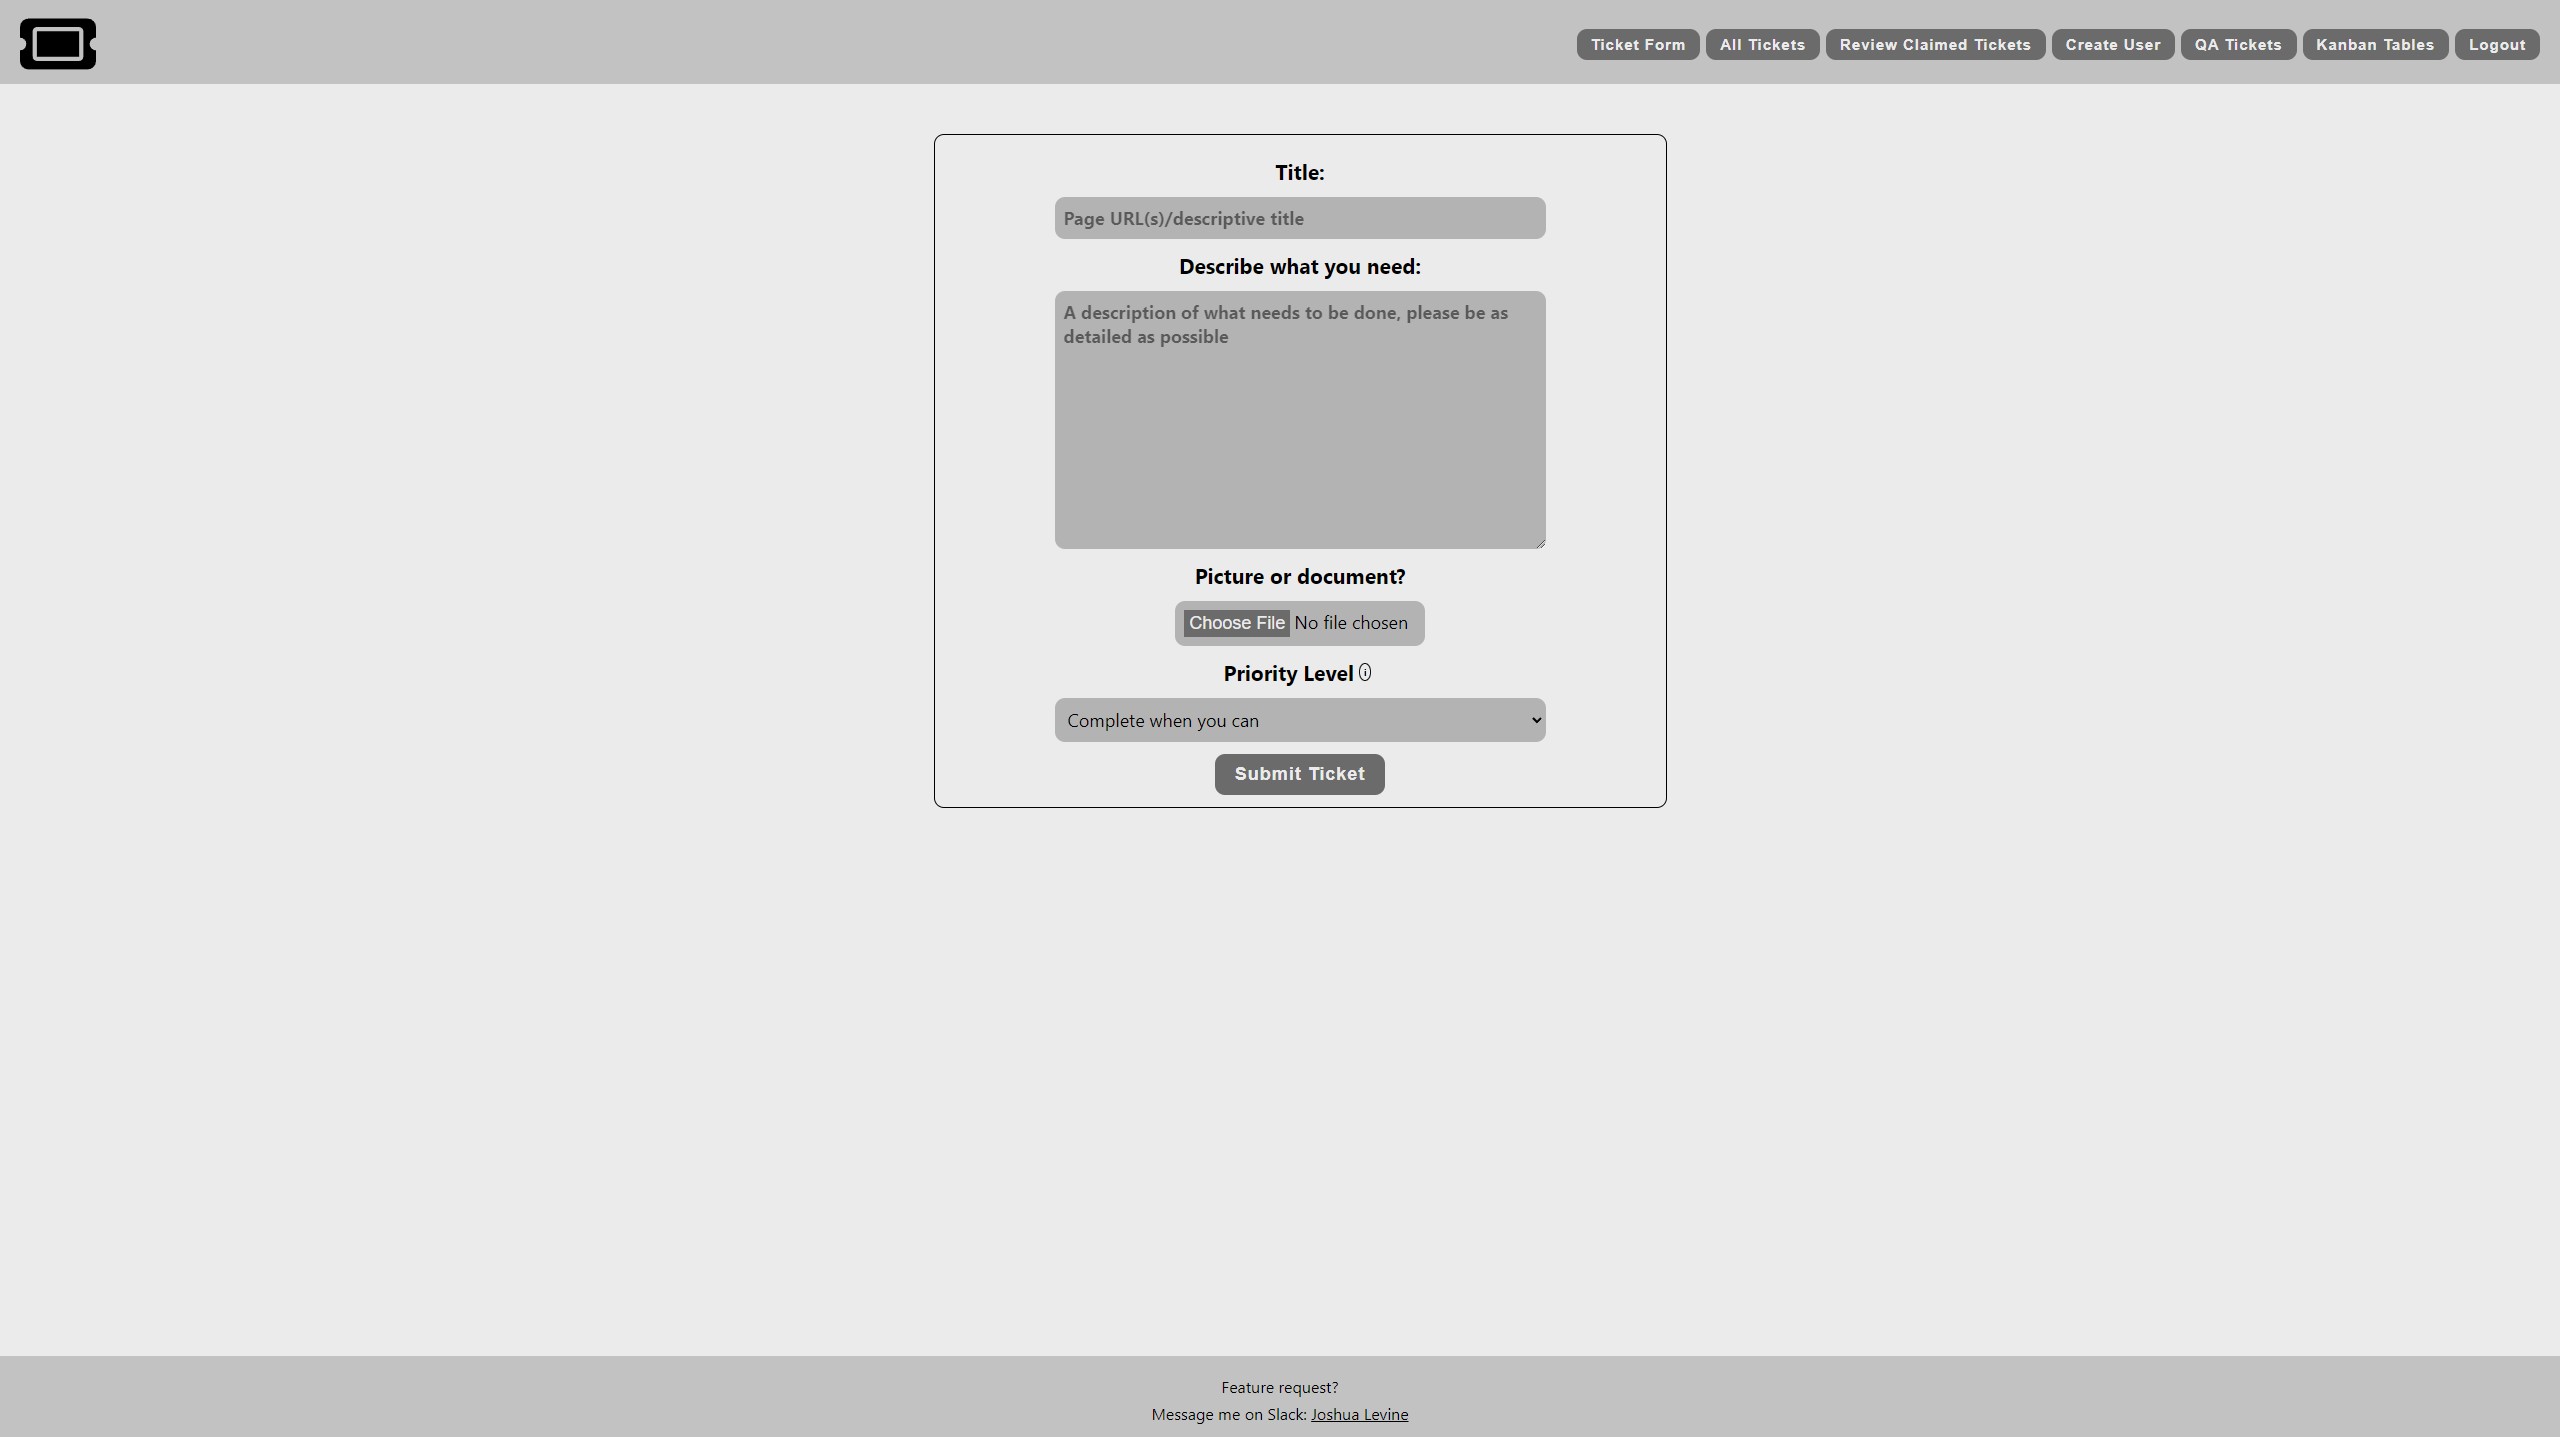 Ticket Form All Tickets Review Claimed Tickets Create User QA Tickets Kanban Tables Logout
Title:
Page URL(s)/descriptive title
Describe what you need:
A description of what needs to be done, please be as
detailed as possible
Picture or document?
Choose File No file chosen
Priority Level ⓘ
Complete when you can
Submit Ticket
Feature request?
Message me on Slack: Joshua Levine